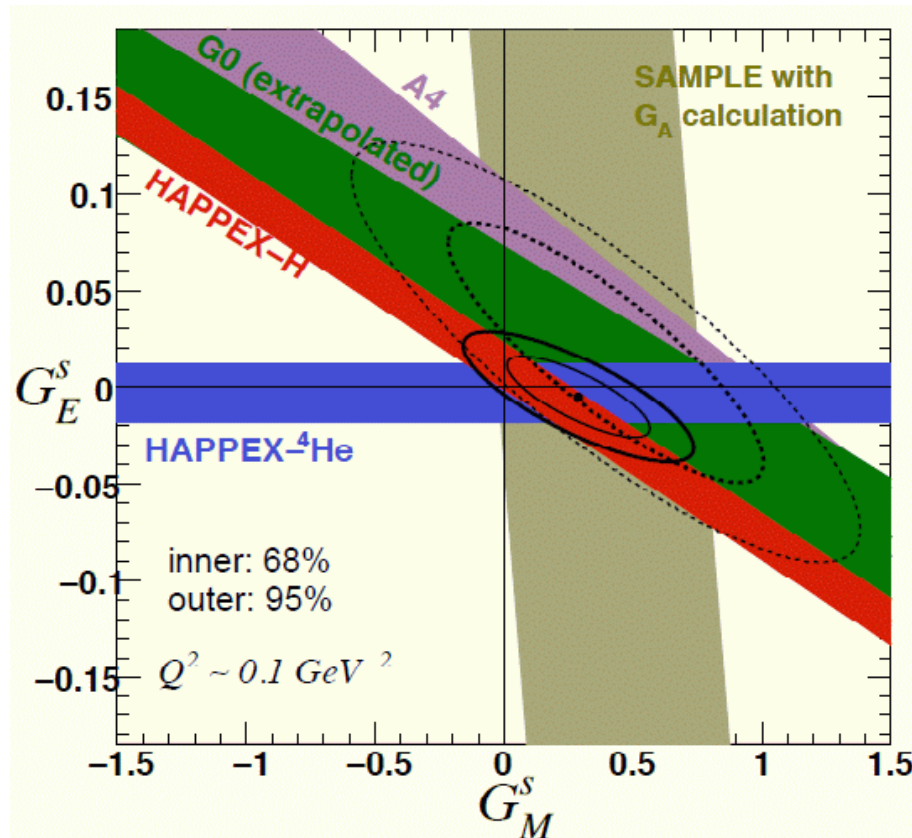 A4
G0 (extrapolated)
HAPPEX–H
SAMPLE with
G_A calculation
HAPPEX–⁴He
inner: 68%
outer: 95%
Q² ~ 0.1 GeV ²
0.15
0.1
0.05
0
−0.05
−0.1
−0.15
G_E^s
−1.5
−1
−0.5
0
0.5
1
1.5
G_M^s